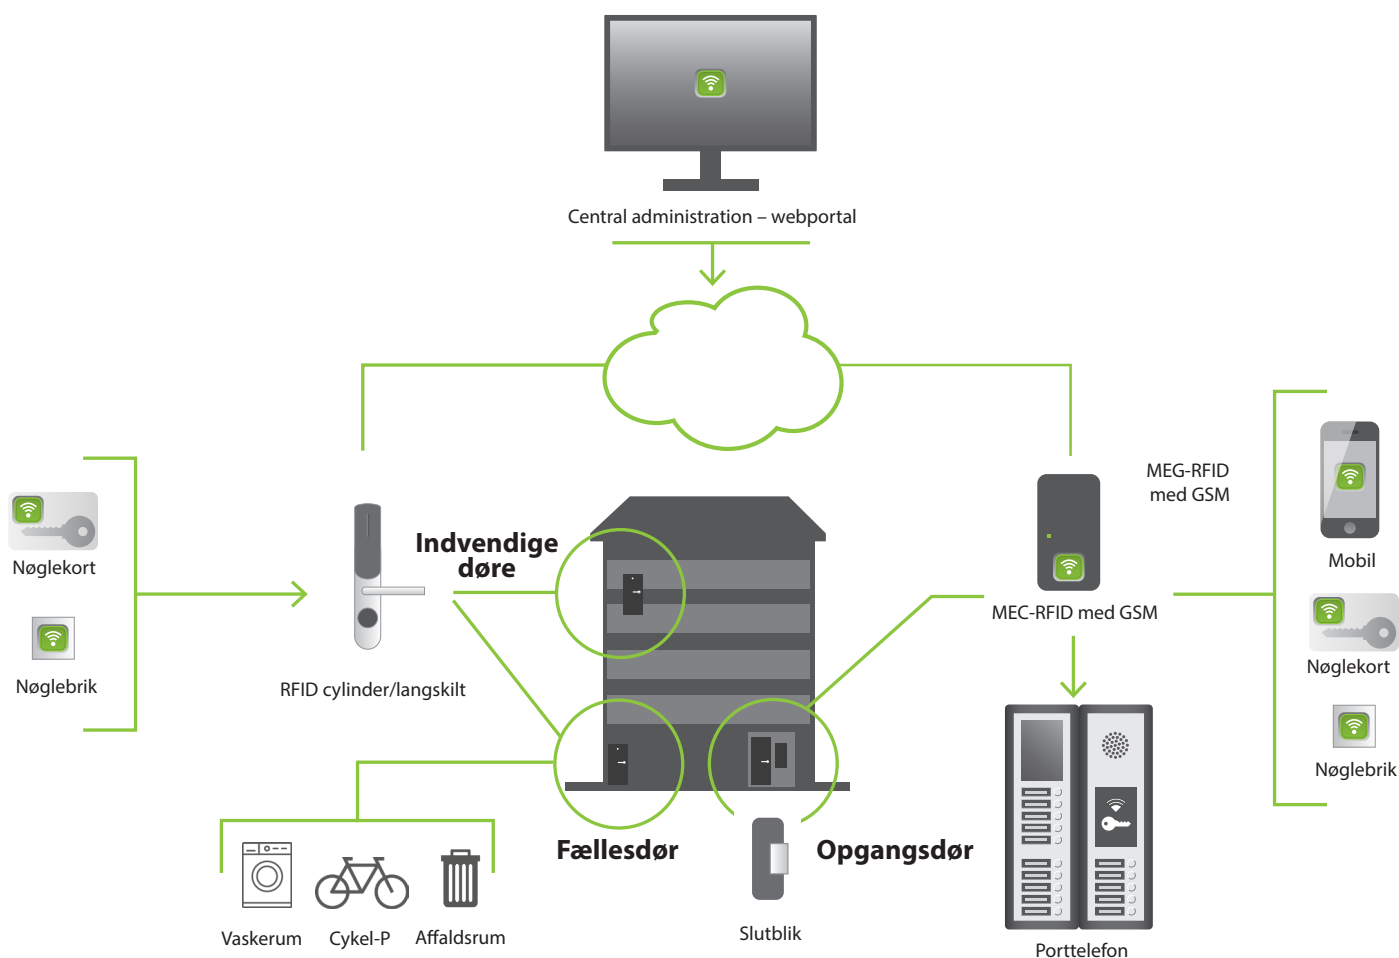 Central administration – webportal
MEG-RFID
med GSM
Indvendige
døre
Nøglekort
Nøglebrik
RFID cylinder/langskilt
MEC-RFID med GSM
Mobil
Nøglekort
Nøglebrik
Fællesdør
Opgangsdør
Vaskerum
Cykel-P
Affaldsrum
Slutblik
Porttelefon